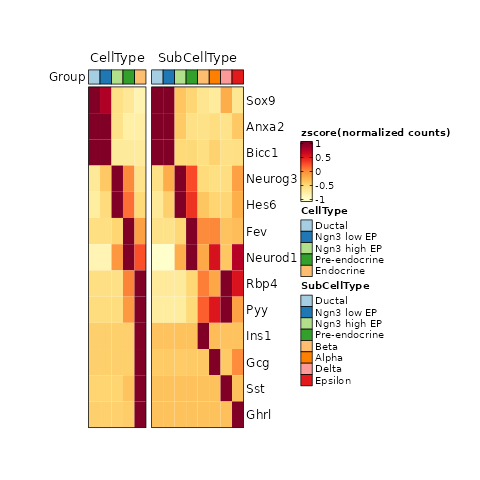 CellType SubCellType
Group
Sox9
Anxa2
Bicc1
Neurog3
Hes6
Fev
Neurod1
Rbp4
Pyy
Ins1
Gcg
Sst
Ghrl
zscore(normalized counts)
1
0.5
0
-0.5
-1
CellType
Ductal
Ngn3 low EP
Ngn3 high EP
Pre-endocrine
Endocrine
SubCellType
Ductal
Ngn3 low EP
Ngn3 high EP
Pre-endocrine
Beta
Alpha
Delta
Epsilon